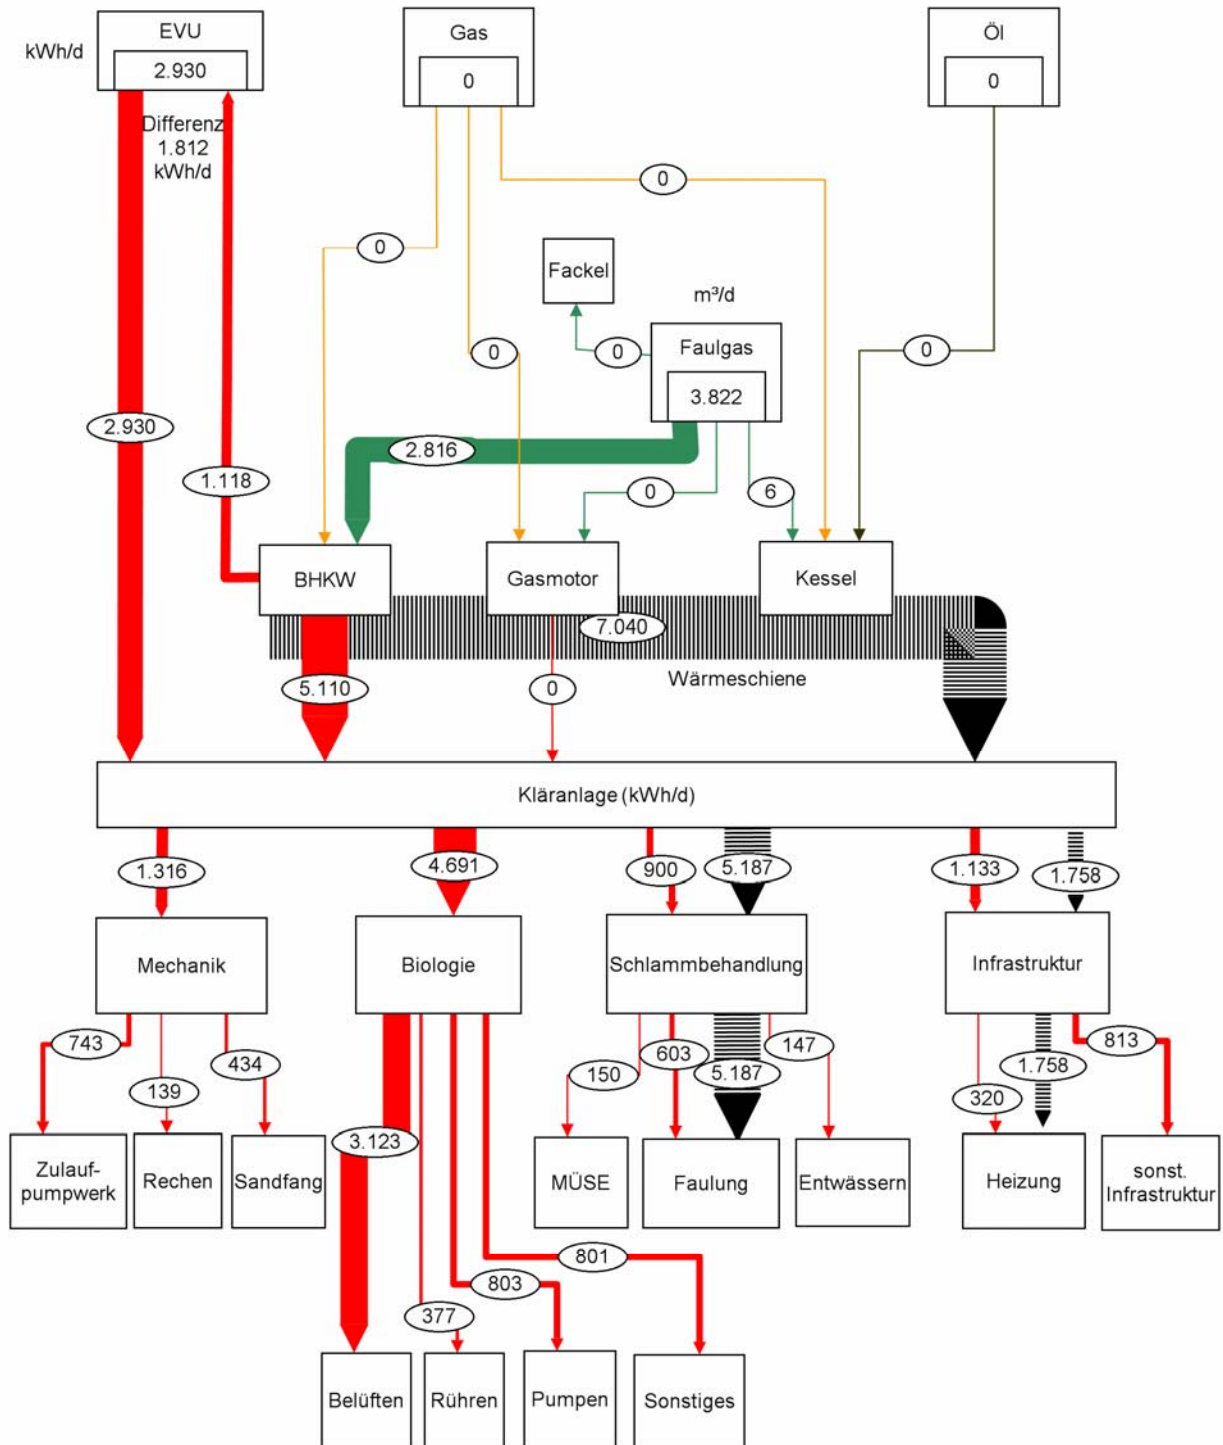 EVU
kWh/d
2.930
Gas
0
Öl
0
Differenz
1.812
kWh/d
0
0
Fackel
m³/d
0
0
Faulgas
3.822
0
2.930
2.816
1.118
0
6
BHKW
Gasmotor
Kessel
7.040
Wärmeschiene
5.110
0
Kläranlage (kWh/d)
1.316
4.691
900
5.187
1.133
1.758
Mechanik
Biologie
Schlammbehandlung
Infrastruktur
743
139
434
3.123
150
603
5.187
147
320
1.758
813
Zulauf-
pumpwerk
Rechen
Sandfang
MÜSE
Faulung
Entwässern
Heizung
sonst.
Infrastruktur
377
803
801
Belüften
Rühren
Pumpen
Sonstiges